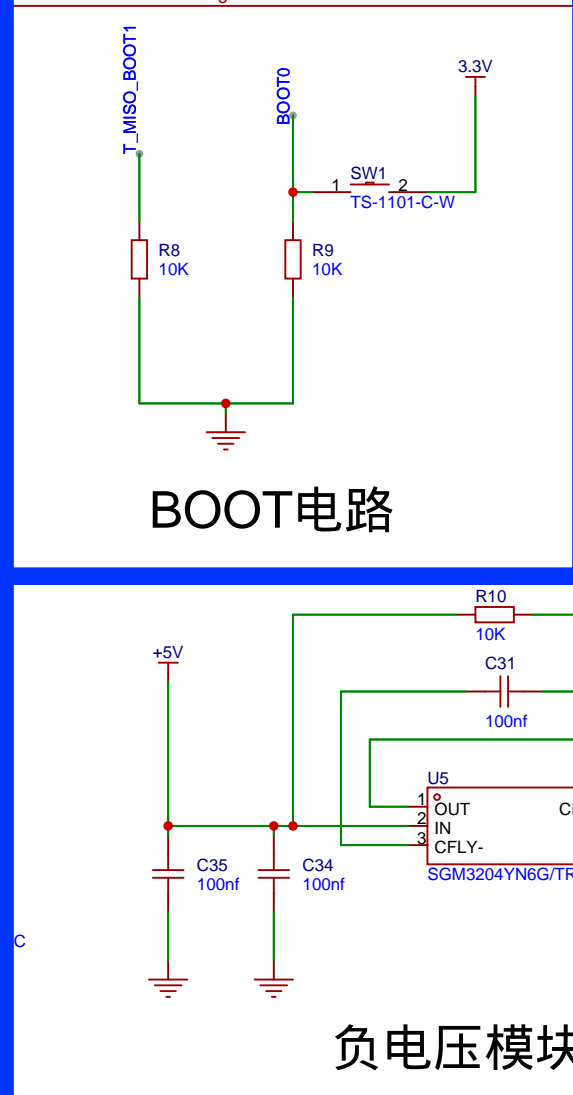 T_MISO_BOOT1
BOOT0
3.3V
SW1
1 2
TS-1101-C-W
R8
10K
R9
10K
BOOT电路
R10
10K
+5V
C31
100nf
U5
1 OUT
2 IN
3 CFLY-
SGM3204YN6G/TR
C35
100nf
C34
100nf
C
负电压模块